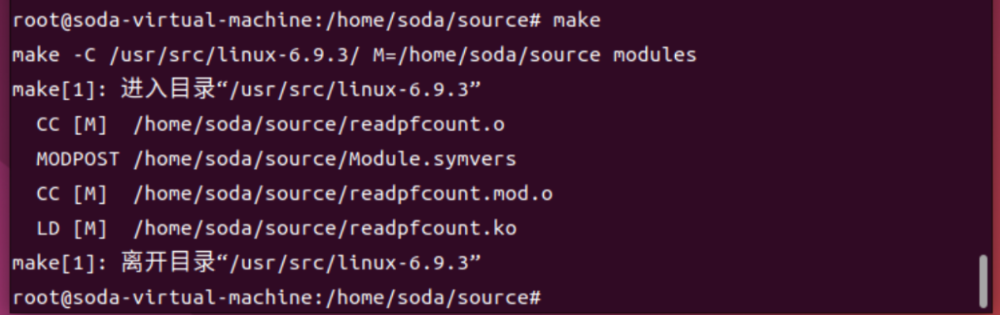 root@soda-virtual-machine:/home/soda/source# make
make -C /usr/src/linux-6.9.3/ M=/home/soda/source modules
make[1]: 进入目录“/usr/src/linux-6.9.3”
  CC [M]  /home/soda/source/readpfcount.o
  MODPOST /home/soda/source/Module.symvers
  CC [M]  /home/soda/source/readpfcount.mod.o
  LD [M]  /home/soda/source/readpfcount.ko
make[1]: 离开目录“/usr/src/linux-6.9.3”
root@soda-virtual-machine:/home/soda/source#